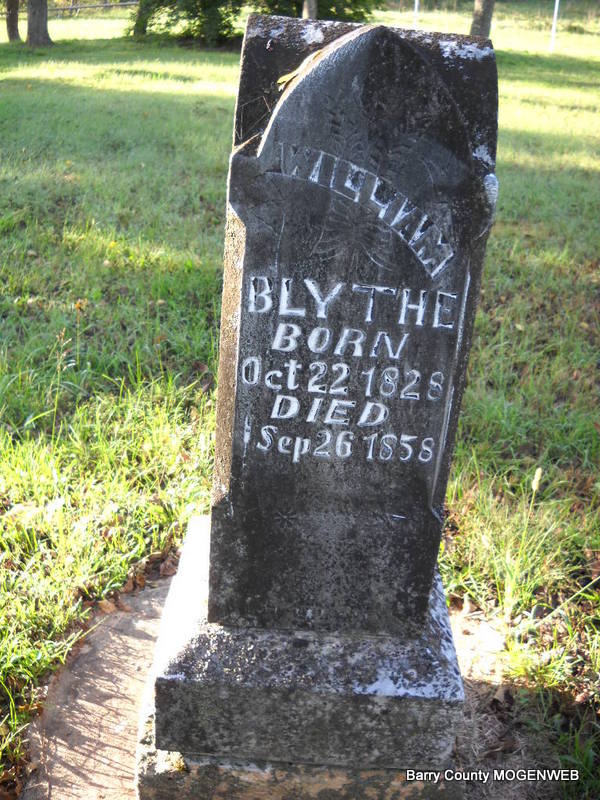 WILLIAM
BLYTHE
BORN
Oct 22 1828
DIED
Sep 26 1858
Barry County MOGENWEB